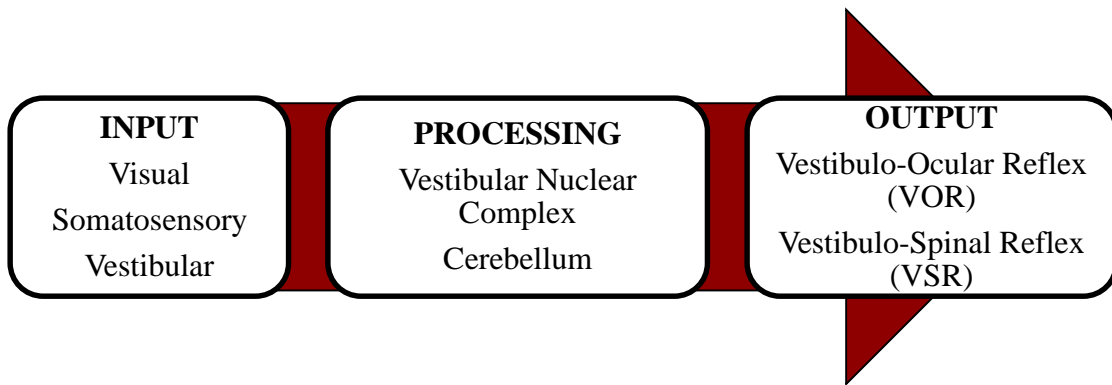 INPUT
Visual
Somatosensory
Vestibular
PROCESSING
Vestibular Nuclear
Complex
Cerebellum
OUTPUT
Vestibulo-Ocular Reflex
(VOR)
Vestibulo-Spinal Reflex
(VSR)